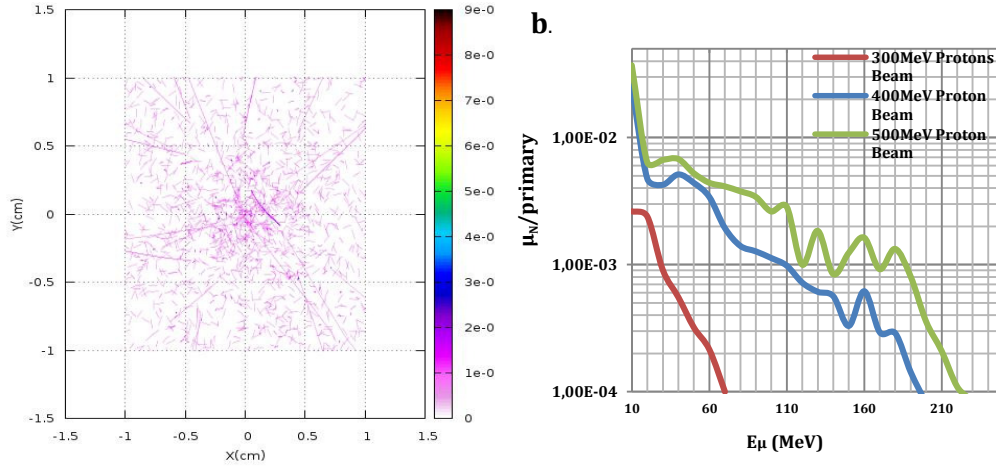 1.5
1
0.5
0
-0.5
-1
-1.5
Y(cm)
-1.5 -1 -0.5 0 0.5 1 1.5
X(cm)
9e-0
8e-0
7e-0
6e-0
5e-0
4e-0
3e-0
2e-0
1e-0
0
b.
300MeV Protons
Beam
400MeV Proton
Beam
500MeV Proton
Beam
μN/primary
1,00E-02
1,00E-03
1,00E-04
10 60 110 160 210
Eμ (MeV)